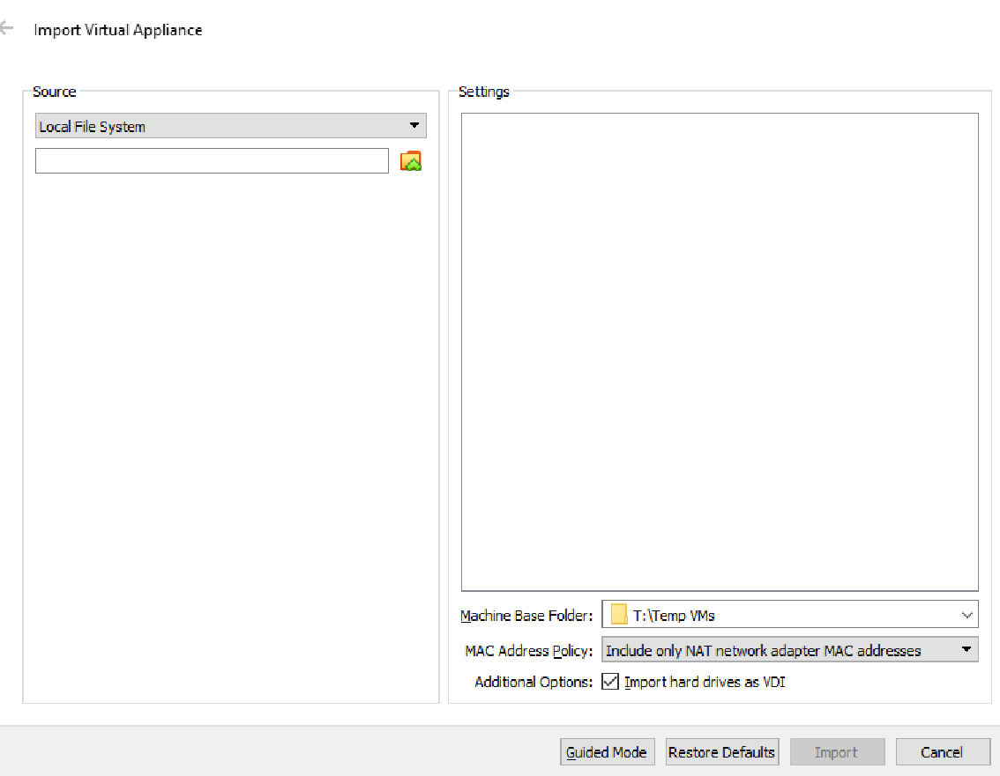 Import Virtual Appliance
Source
Local File System
Settings
Machine Base Folder: T:\Temp VMs
MAC Address Policy: Include only NAT network adapter MAC addresses
Additional Options: Import hard drives as VDI
Guided Mode Restore Defaults Import Cancel